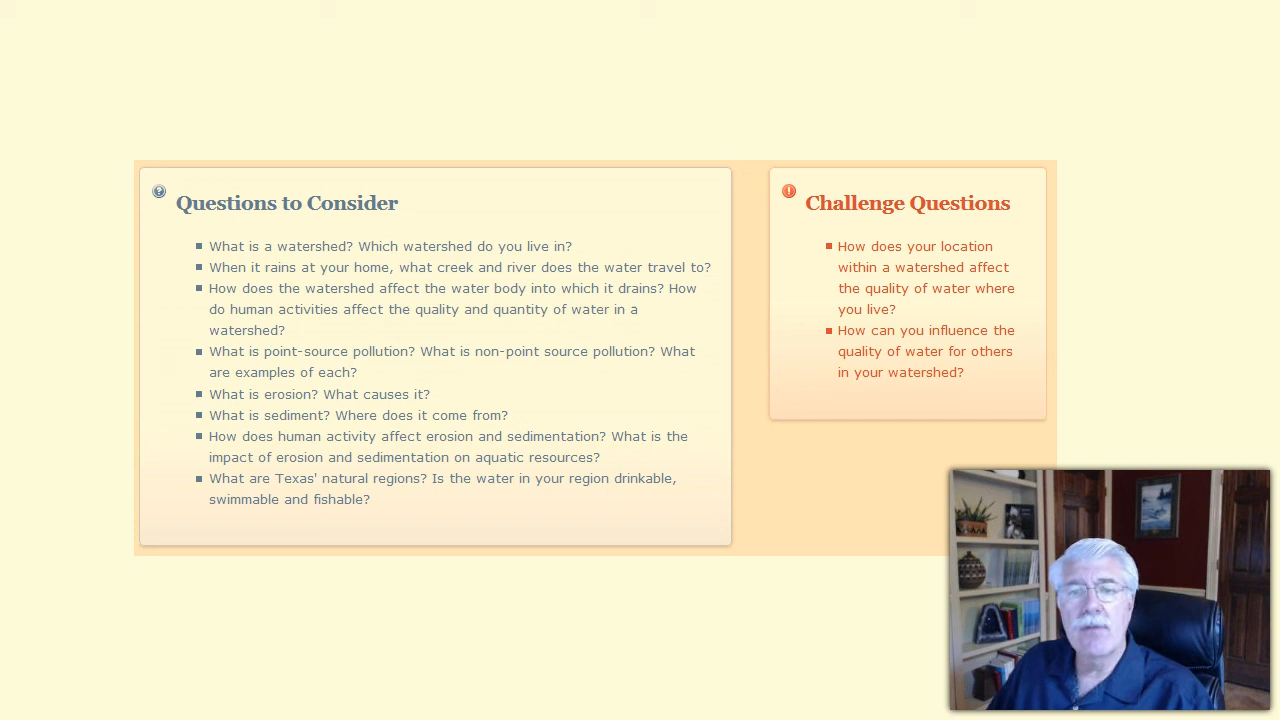 Questions to Consider
What is a watershed? Which watershed do you live in?
When it rains at your home, what creek and river does the water travel to?
How does the watershed affect the water body into which it drains? How
do human activities affect the quality and quantity of water in a
watershed?
What is point-source pollution? What is non-point source pollution? What
are examples of each?
What is erosion? What causes it?
What is sediment? Where does it come from?
How does human activity affect erosion and sedimentation? What is the
impact of erosion and sedimentation on aquatic resources?
What are Texas' natural regions? Is the water in your region drinkable,
swimmable and fishable?
Challenge Questions
How does your location
within a watershed affect
the quality of water where
you live?
How can you influence the
quality of water for others
in your watershed?